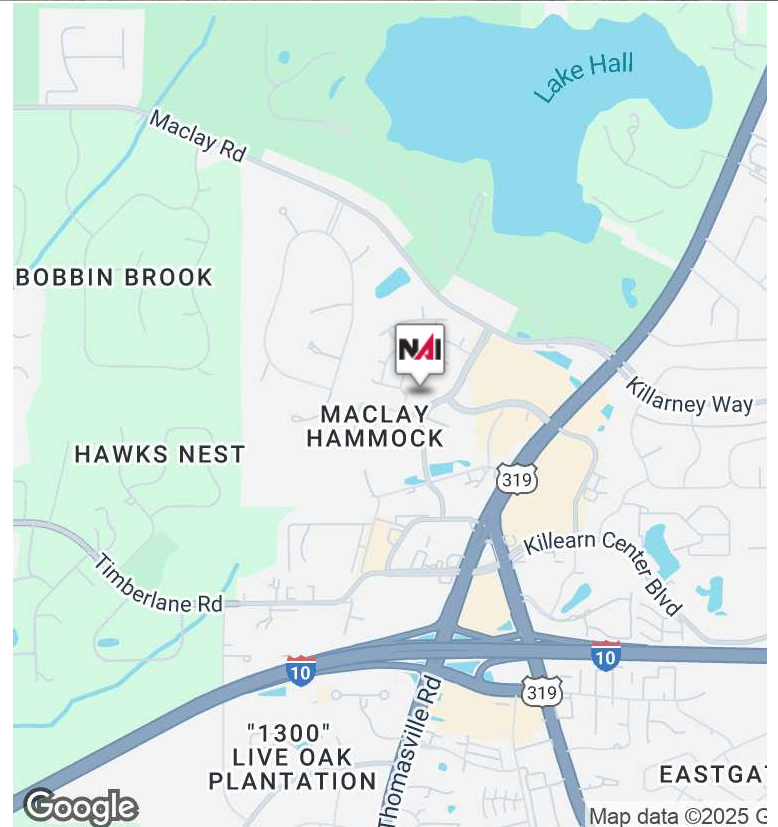 Lake Hall
Maclay Rd
BOBBIN BROOK
NAI
Killarney Way
MACLAY
HAMMOCK
HAWKS NEST
319
Killearn Center Blvd
Timberlane Rd
10
10
319
Thomasville Rd
"1300"
LIVE OAK
PLANTATION
EASTGA
Google
Map data ©2025 G